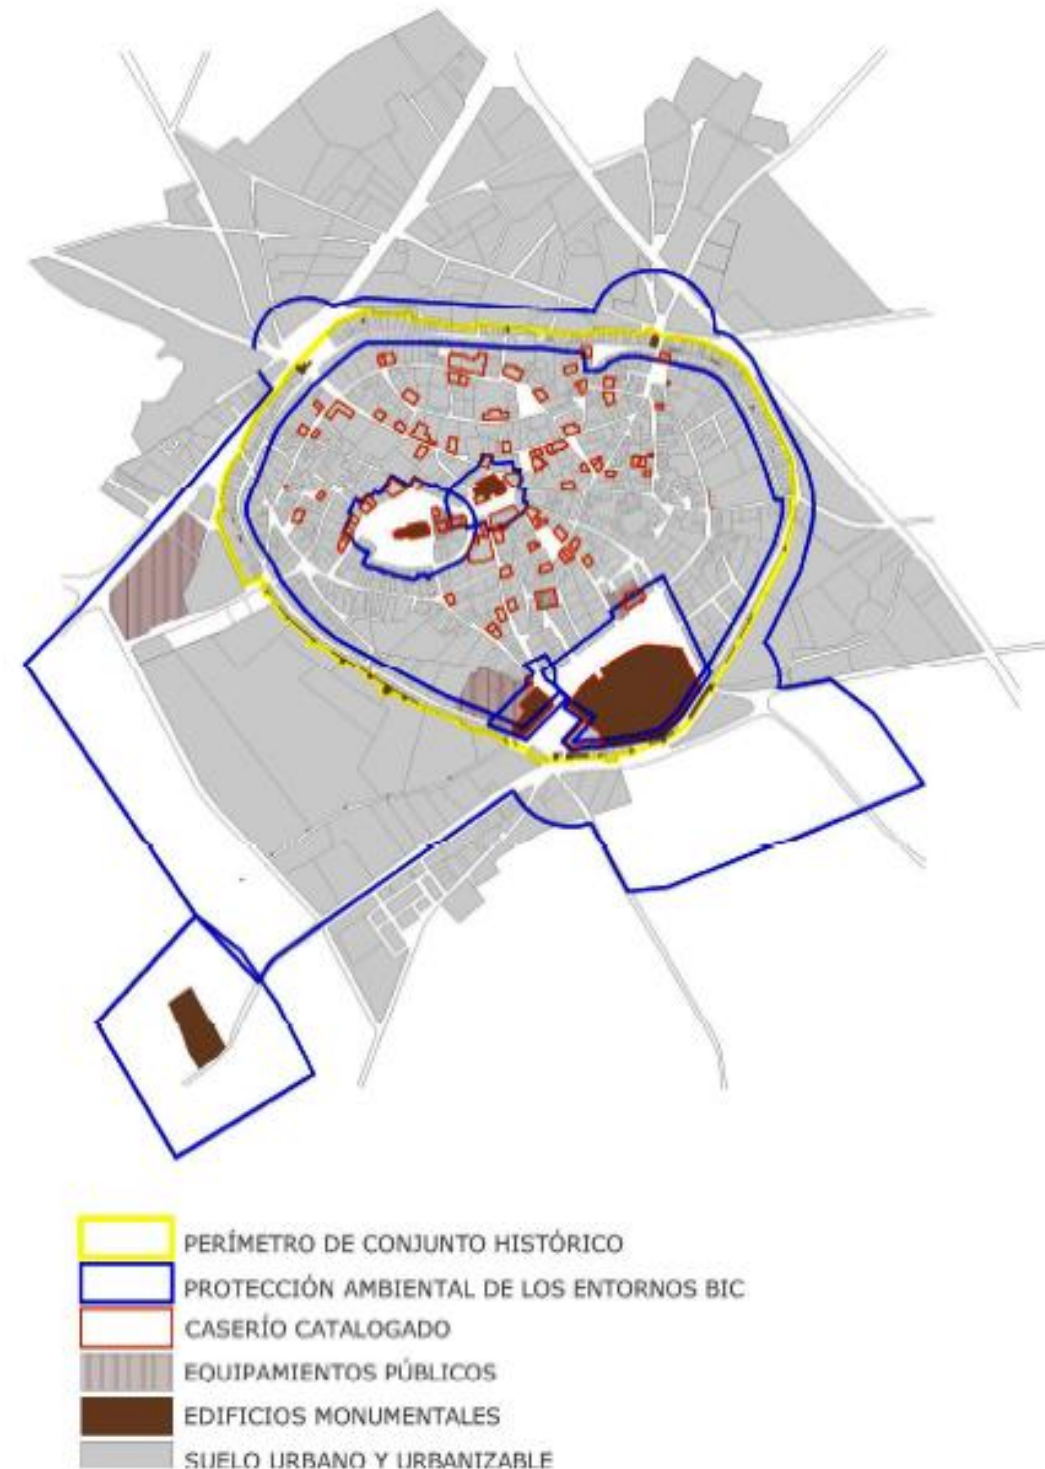 PERÍMETRO DE CONJUNTO HISTÓRICO
PROTECCIÓN AMBIENTAL DE LOS ENTORNOS BIC
CASERÍO CATALOGADO
EQUIPAMIENTOS PÚBLICOS
EDIFICIOS MONUMENTALES
SUELO URBANO Y URBANIZABLE